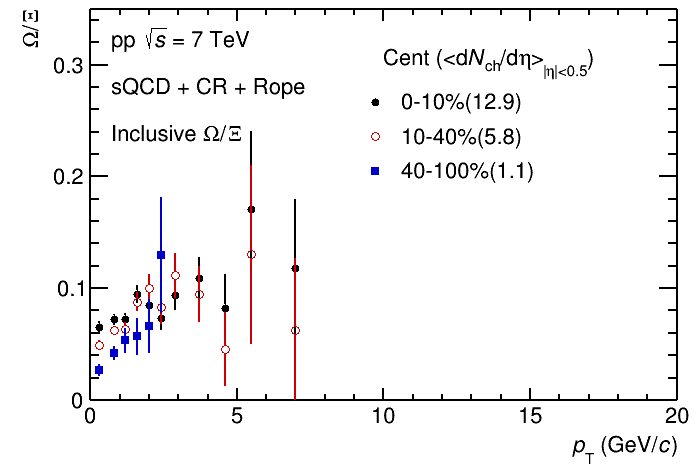 Ω/Ξ
0.3
0.2
0.1
0
pp √s = 7 TeV
sQCD + CR + Rope
Inclusive Ω/Ξ
Cent (<dN_ch/dη>_|η|<0.5)
0-10%(12.9)
10-40%(5.8)
40-100%(1.1)
0 5 10 15 20
p_T (GeV/c)